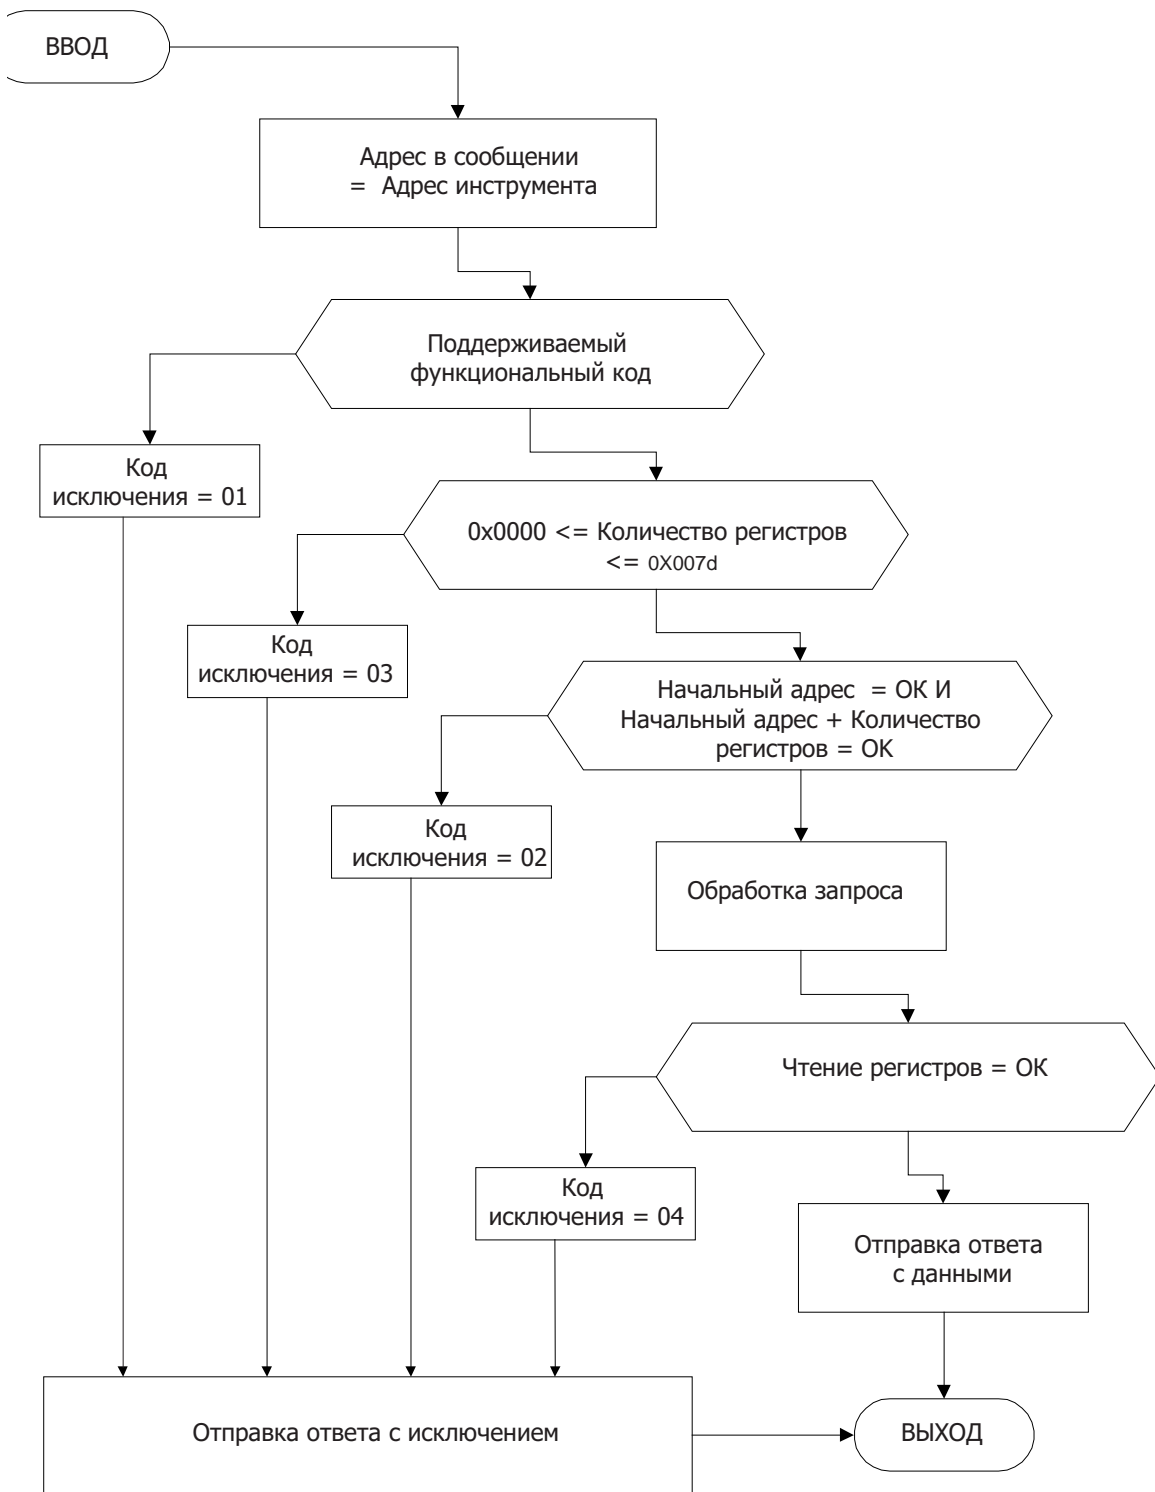 ВВОД
Адрес в сообщении
= Адрес инструмента
Поддерживаемый
функциональный код
Код
исключения = 01
0x0000 <= Количество регистров
<= 0X007d
Код
исключения = 03
Начальный адрес = ОК И
Начальный адрес + Количество
регистров = OK
Код
исключения = 02
Обработка запроса
Чтение регистров = ОК
Код
исключения = 04
Отправка ответа
с данными
Отправка ответа с исключением
ВЫХОД